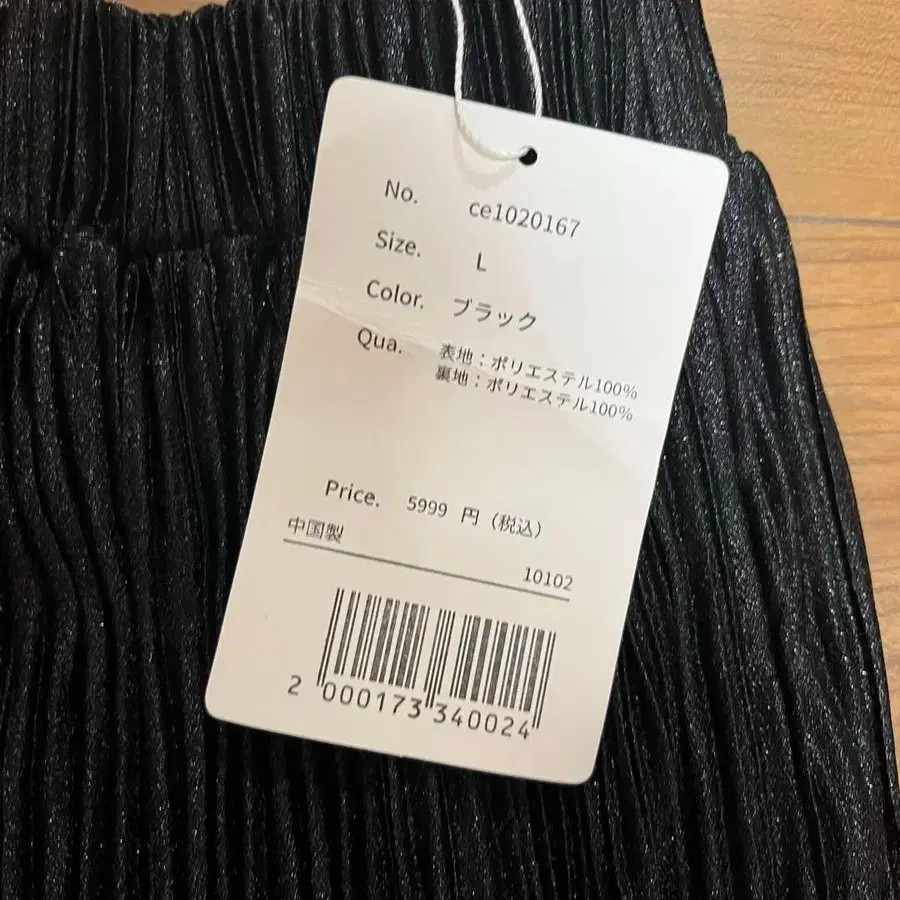 No. ce1020167
Size. L
Color. ブラック
Qua. 表地：ポリエステル100%
裏地：ポリエステル100%
Price. 5999 円（税込）
中国製
10102
2 000173 340024